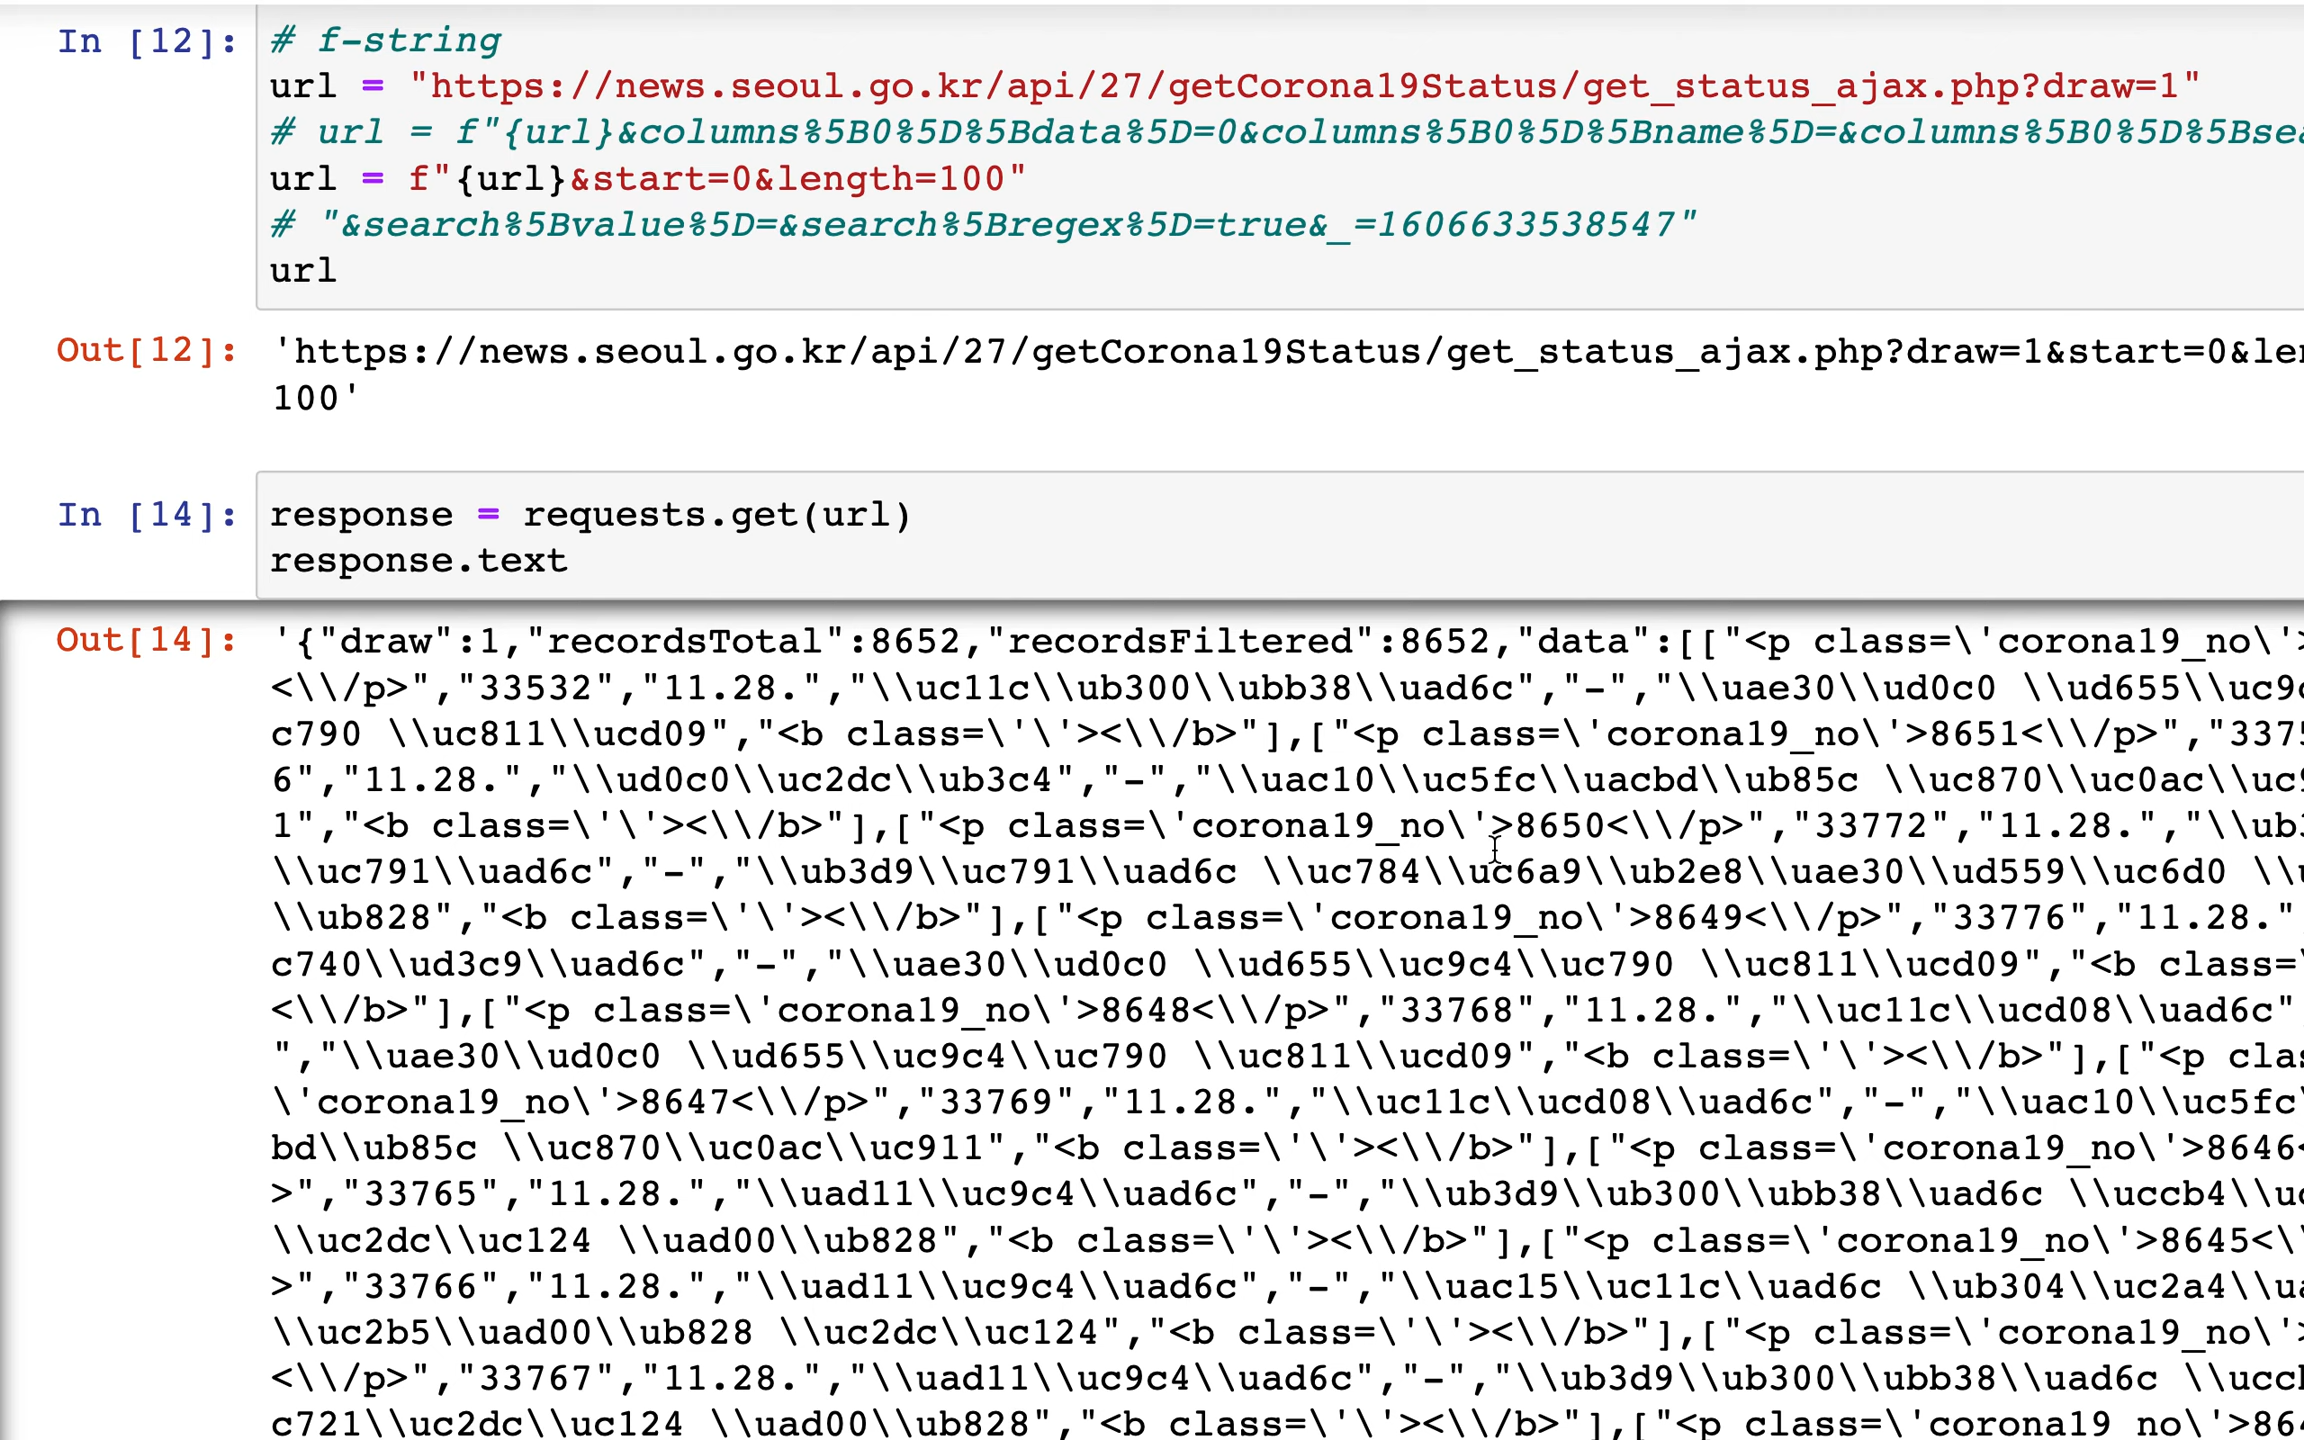 In [12]: # f-string
url = "https://news.seoul.go.kr/api/27/getCorona19Status/get_status_ajax.php?draw=1"
# url = f"{url}&columns%5B0%5D%5Bdata%5D=0&columns%5B0%5D%5Bname%5D=&columns%5B0%5D%5Bsea
url = f"{url}&start=0&length=100"
# "&search%5Bvalue%5D=&search%5Bregex%5D=true&_=1606633538547"
url
Out[12]: 'https://news.seoul.go.kr/api/27/getCorona19Status/get_status_ajax.php?draw=1&start=0&len
100'
In [14]: response = requests.get(url)
response.text
Out[14]: '{"draw":1,"recordsTotal":8652,"recordsFiltered":8652,"data":[["<p class=\'corona19_no\'>
<\\/p>","33532","11.28.","\\uc11c\\ub300\\ubb38\\uad6c","-","\\uae30\\ud0c0 \\ud655\\uc9c
c790 \\uc811\\ucd09","<b class=\'\'><\\/b>"],["<p class=\'corona19_no\'>8651<\\/p>","3375
6","11.28.","\\ud0c0\\uc2dc\\ub3c4","-","\\uac10\\uc5fc\\uacbd\\ub85c \\uc870\\uc0ac\\uc9
1","<b class=\'\'><\\/b>"],["<p class=\'corona19_no\'>8650<\\/p>","33772","11.28.","\\ub3
\\uc791\\uad6c","-","\\ub3d9\\uc791\\uad6c \\uc784\\uc6a9\\ub2e8\\uae30\\ud559\\uc6d0 \\u
\\ub828","<b class=\'\'><\\/b>"],["<p class=\'corona19_no\'>8649<\\/p>","33776","11.28."
c740\\ud3c9\\uad6c","-","\\uae30\\ud0c0 \\ud655\\uc9c4\\uc790 \\uc811\\ucd09","<b class=\
<\\/b>"],["<p class=\'corona19_no\'>8648<\\/p>","33768","11.28.","\\uc11c\\ucd08\\uad6c"
","\\uae30\\ud0c0 \\ud655\\uc9c4\\uc790 \\uc811\\ucd09","<b class=\'\'><\\/b>"],["<p clas
\'corona19_no\'>8647<\\/p>","33769","11.28.","\\uc11c\\ucd08\\uad6c","-","\\uac10\\uc5fc\
bd\\ub85c \\uc870\\uc0ac\\uc911","<b class=\'\'><\\/b>"],["<p class=\'corona19_no\'>8646<
>","33765","11.28.","\\uad11\\uc9c4\\uad6c","-","\\ub3d9\\ub300\\ubb38\\uad6c \\uccb4\\uc
\\uc2dc\\uc124 \\uad00\\ub828","<b class=\'\'><\\/b>"],["<p class=\'corona19_no\'>8645<\\
>","33766","11.28.","\\uad11\\uc9c4\\uad6c","-","\\uac15\\uc11c\\uad6c \\ub304\\uc2a4\\ua
\\uc2b5\\uad00\\ub828 \\uc2dc\\uc124","<b class=\'\'><\\/b>"],["<p class=\'corona19_no\'>
<\\/p>","33767","11.28.","\\uad11\\uc9c4\\uad6c","-","\\ub3d9\\ub300\\ubb38\\uad6c \\uccb
c721\\uc2dc\\uc124 \\uad00\\ub828","<b class=\'\'><\\/b>"],["<p class=\'corona19_no\'>864